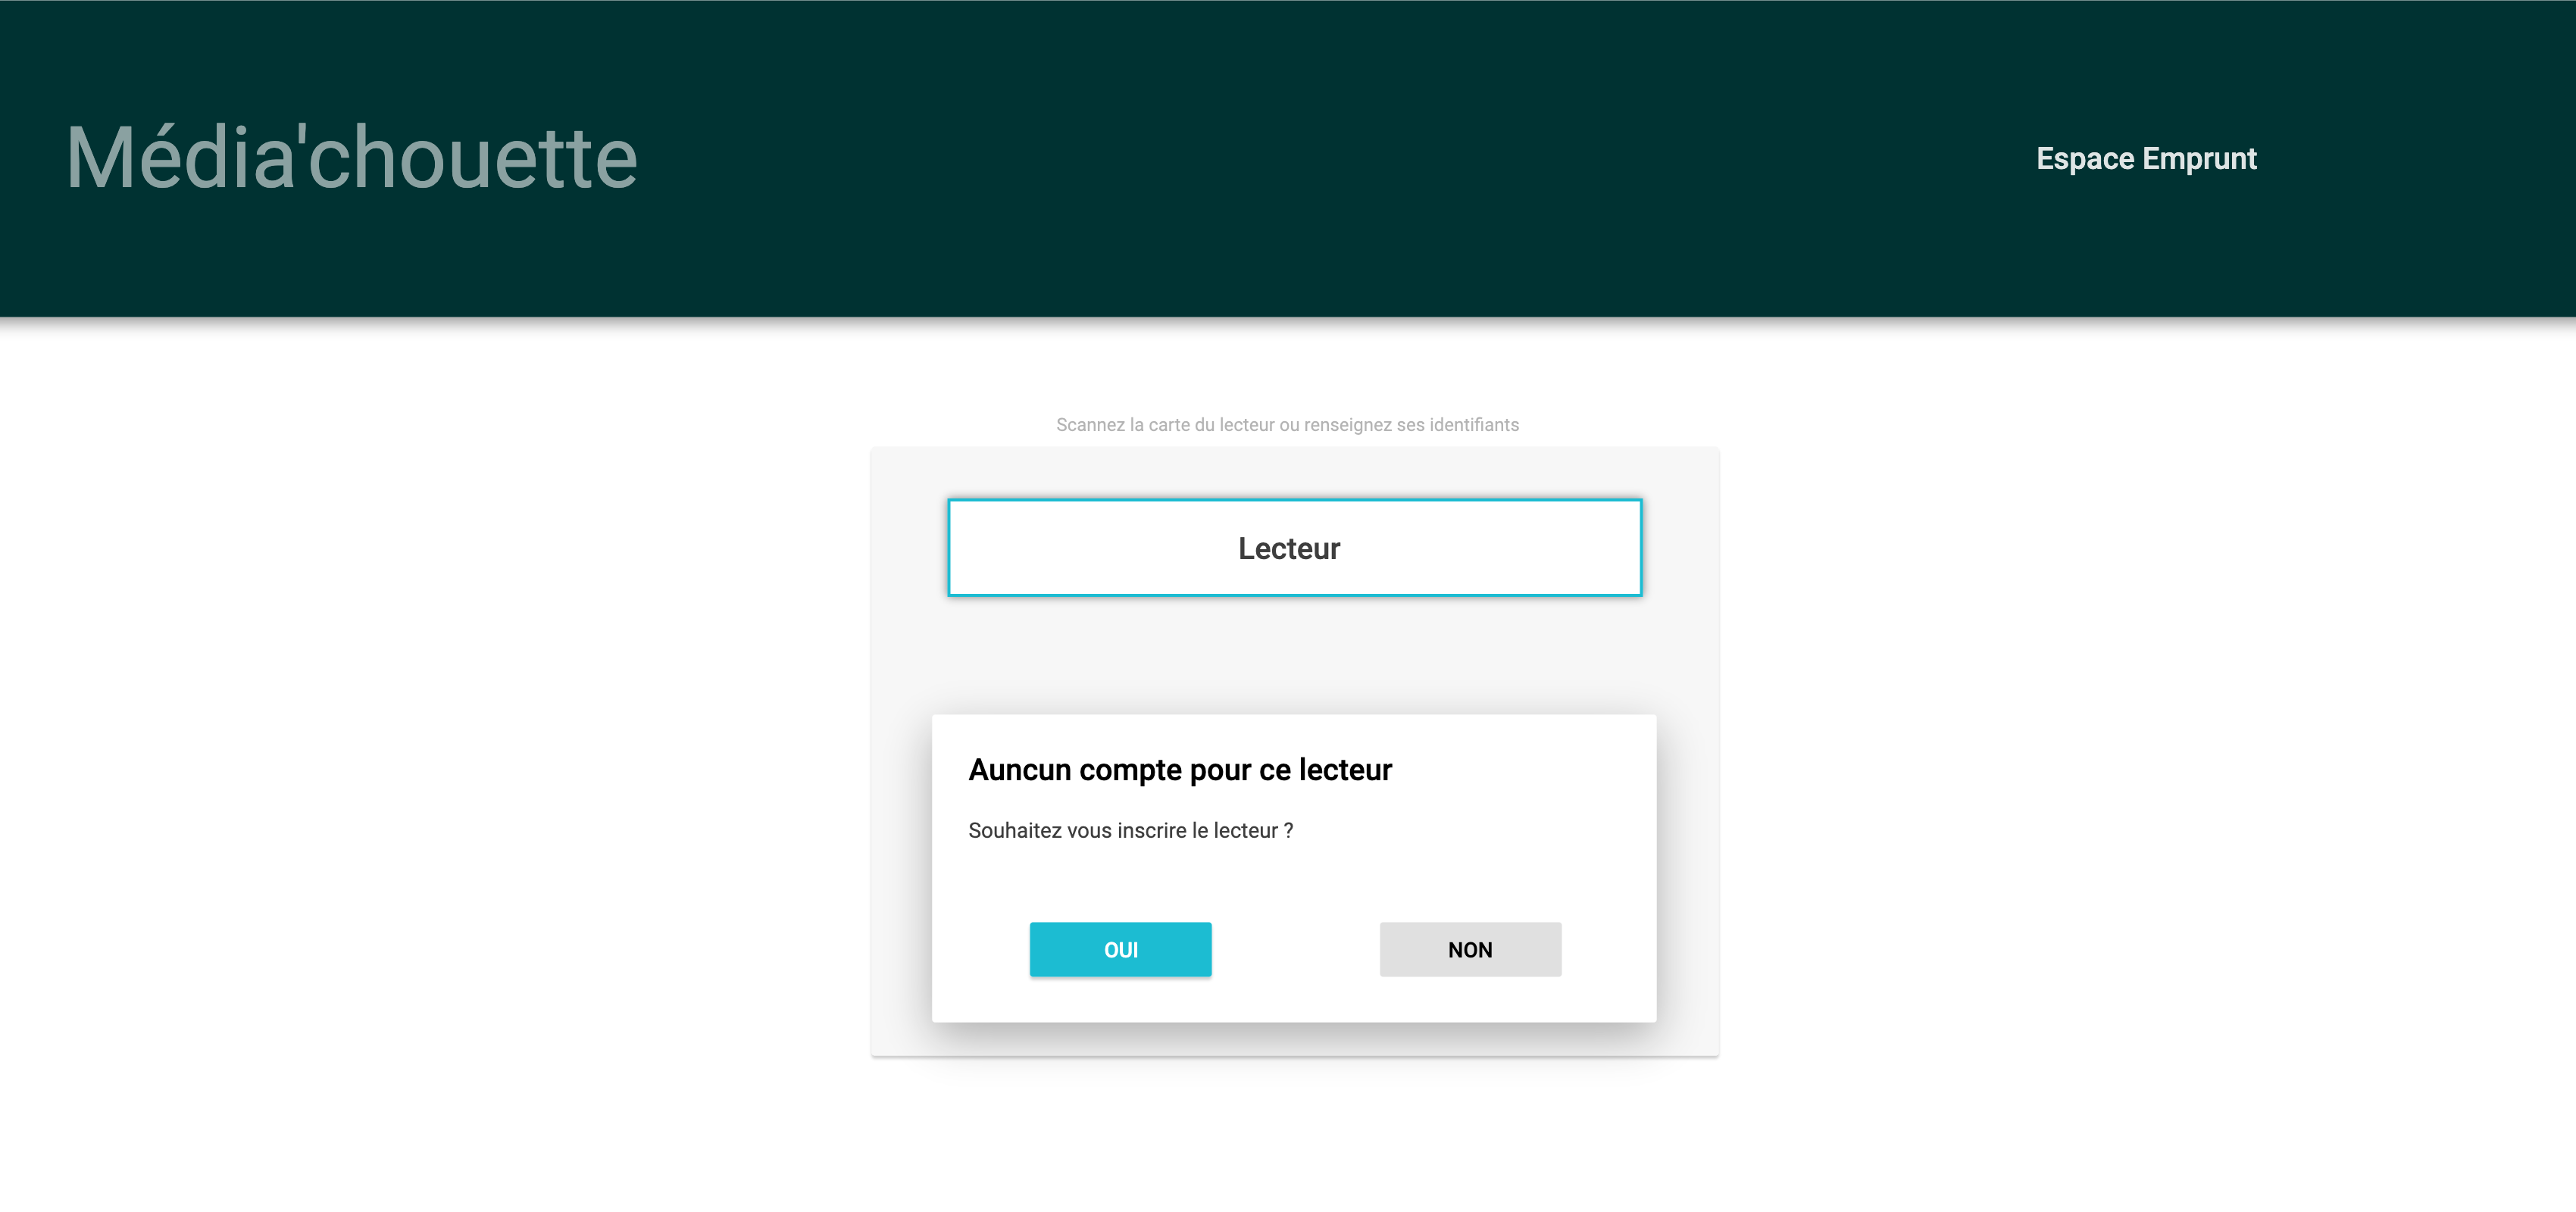 Média'chouette
Espace Emprunt
Scannez la carte du lecteur ou renseignez ses identifiants
Lecteur
Auncun compte pour ce lecteur
Souhaitez vous inscrire le lecteur ?
OUI
NON